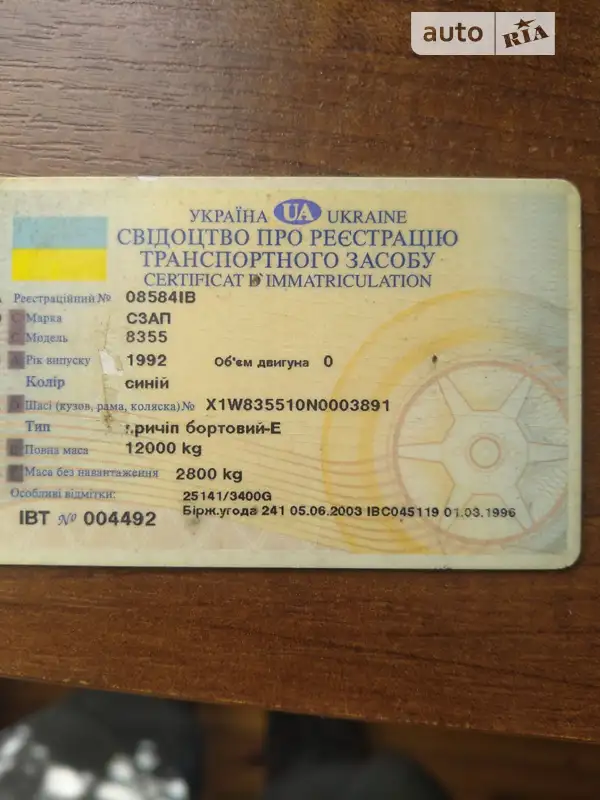 auto RIA
УКРАЇНА UA UKRAINE
СВІДОЦТВО ПРО РЕЄСТРАЦІЮ
ТРАНСПОРТНОГО ЗАСОБУ
CERTIFICAT D'IMMATRICULATION
Реєстраційний № 08584ІВ
Марка СЗАП
Модель 8355
Рік випуску 1992 Об'єм двигуна 0
Колір синій
Шасі (кузов, рама, коляска) № X1W835510N0003891
Тип причіп бортовий-Е
Повна маса 12000 kg
Маса без навантаження 2800 kg
Особливі відмітки: 25141/3400G
Бірж.угода 241 05.06.2003 ІВС045119 01.03.1996
ІВТ № 004492